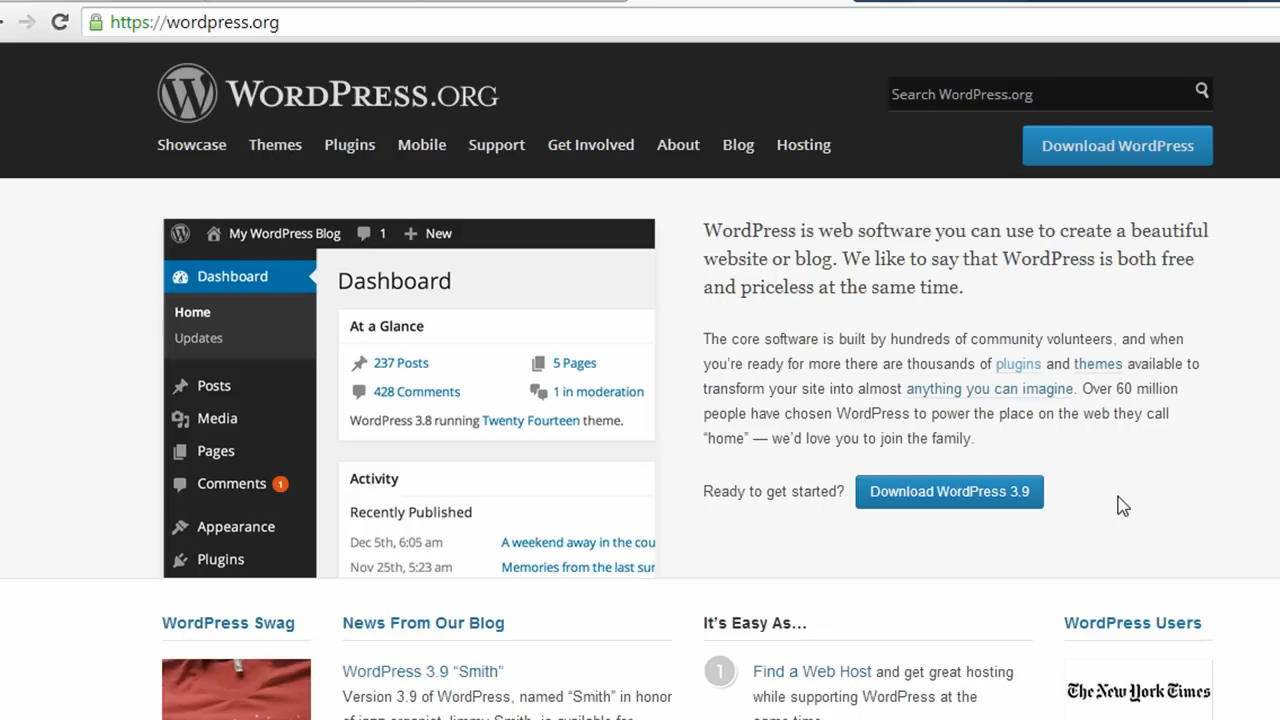 https://wordpress.org
WORDPRESS.ORG
Search WordPress.org
Showcase Themes Plugins Mobile Support Get Involved About Blog Hosting
Download WordPress
My WordPress Blog 1 New
Dashboard
Home
Updates
Posts
Media
Pages
Comments 1
Appearance
Plugins
Dashboard
At a Glance
237 Posts 5 Pages
428 Comments 1 in moderation
WordPress 3.8 running Twenty Fourteen theme.
Activity
Recently Published
Dec 5th, 6:05 am A weekend away in the cou
Nov 25th, 5:23 am Memories from the last sur
WordPress is web software you can use to create a beautiful
website or blog. We like to say that WordPress is both free
and priceless at the same time.
The core software is built by hundreds of community volunteers, and when
you’re ready for more there are thousands of plugins and themes available to
transform your site into almost anything you can imagine. Over 60 million
people have chosen WordPress to power the place on the web they call
“home” — we’d love you to join the family.
Ready to get started? Download WordPress 3.9
WordPress Swag
News From Our Blog
WordPress 3.9 “Smith”
Version 3.9 of WordPress, named “Smith” in honor
of jazz organist Jimmy Smith, is available for
It’s Easy As…
1 Find a Web Host and get great hosting
while supporting WordPress at the
same time.
WordPress Users
The New York Times